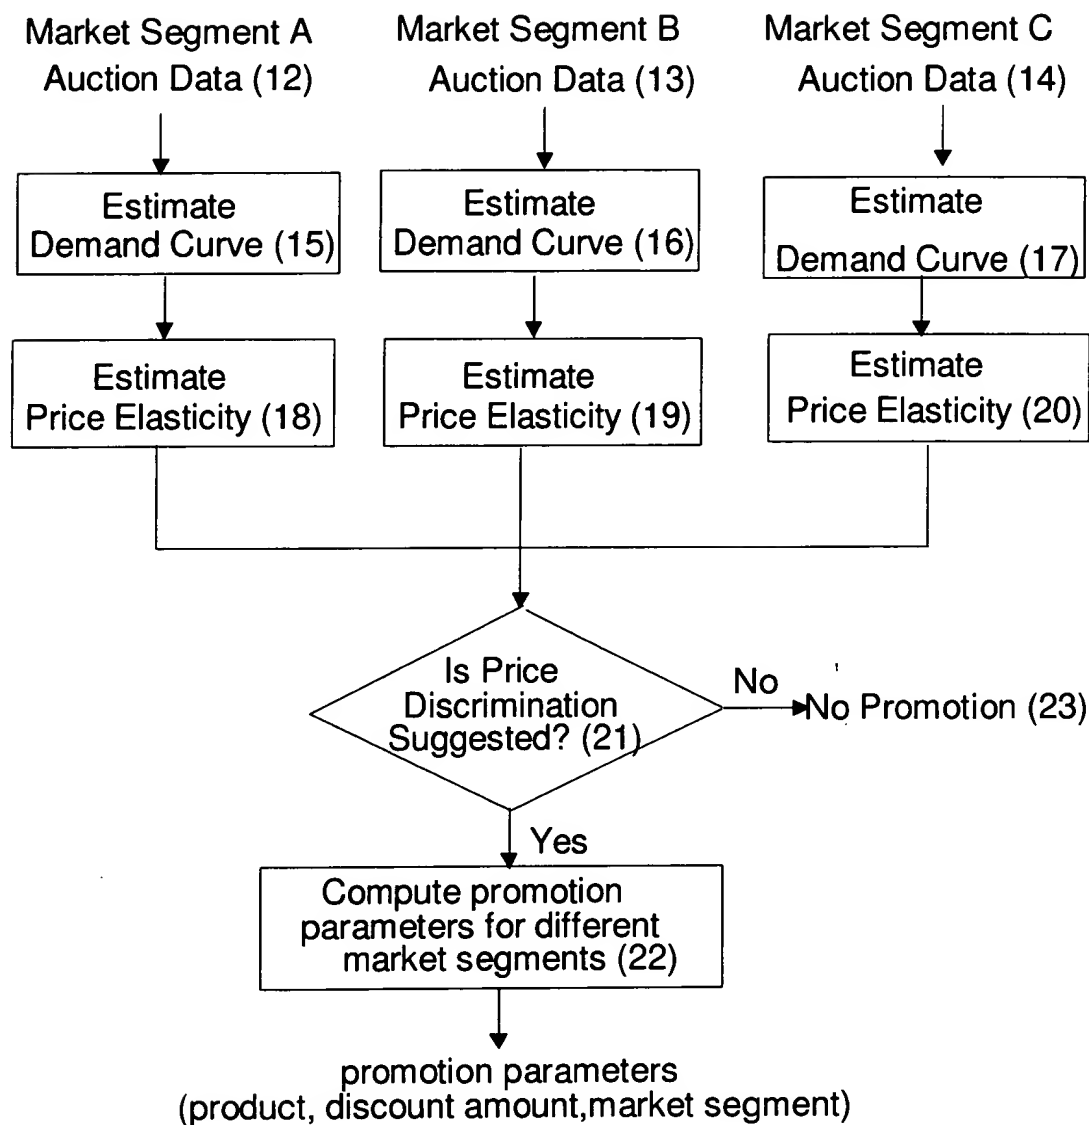 Market Segment A
Auction Data (12)
Market Segment B
Auction Data (13)
Market Segment C
Auction Data (14)
Estimate
Demand Curve (15)
Estimate
Demand Curve (16)
Estimate
Demand Curve (17)
Estimate
Price Elasticity (18)
Estimate
Price Elasticity (19)
Estimate
Price Elasticity (20)
Is Price
Discrimination
Suggested? (21)
No
No Promotion (23)
Yes
Compute promotion
parameters for different
market segments (22)
promotion parameters
(product, discount amount,market segment)